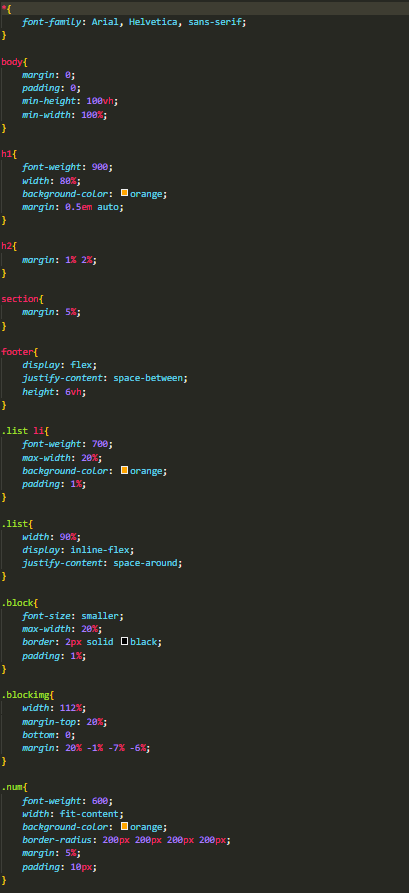 *{
font-family: Arial, Helvetica, sans-serif;
}
body{
margin: 0;
padding: 0;
min-height: 100vh;
min-width: 100%;
}
h1{
font-weight: 900;
width: 80%;
background-color: orange;
margin: 0.5em auto;
}
h2{
margin: 1% 2%;
}
section{
margin: 5%;
}
footer{
display: flex;
justify-content: space-between;
height: 6vh;
}
.list li{
font-weight: 700;
max-width: 20%;
background-color: orange;
padding: 1%;
}
.list{
width: 90%;
display: inline-flex;
justify-content: space-around;
}
.block{
font-size: smaller;
max-width: 20%;
border: 2px solid black;
padding: 1%;
}
.blockimg{
width: 112%;
margin-top: 20%;
bottom: 0;
margin: 20% -1% -7% -6%;
}
.num{
font-weight: 600;
width: fit-content;
background-color: orange;
border-radius: 200px 200px 200px 200px;
margin: 5%;
padding: 10px;
}